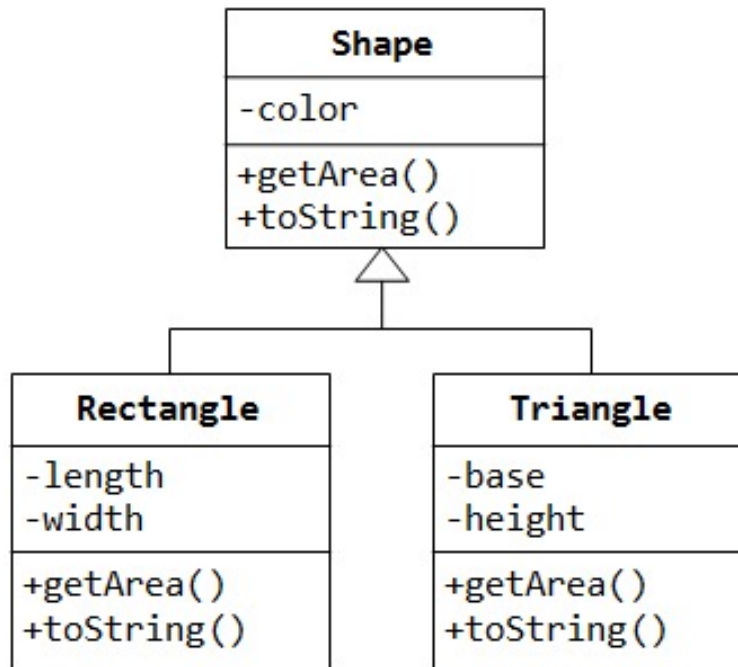 Shape
-color
+getArea()
+toString()
Rectangle
-length
-width
+getArea()
+toString()
Triangle
-base
-height
+getArea()
+toString()